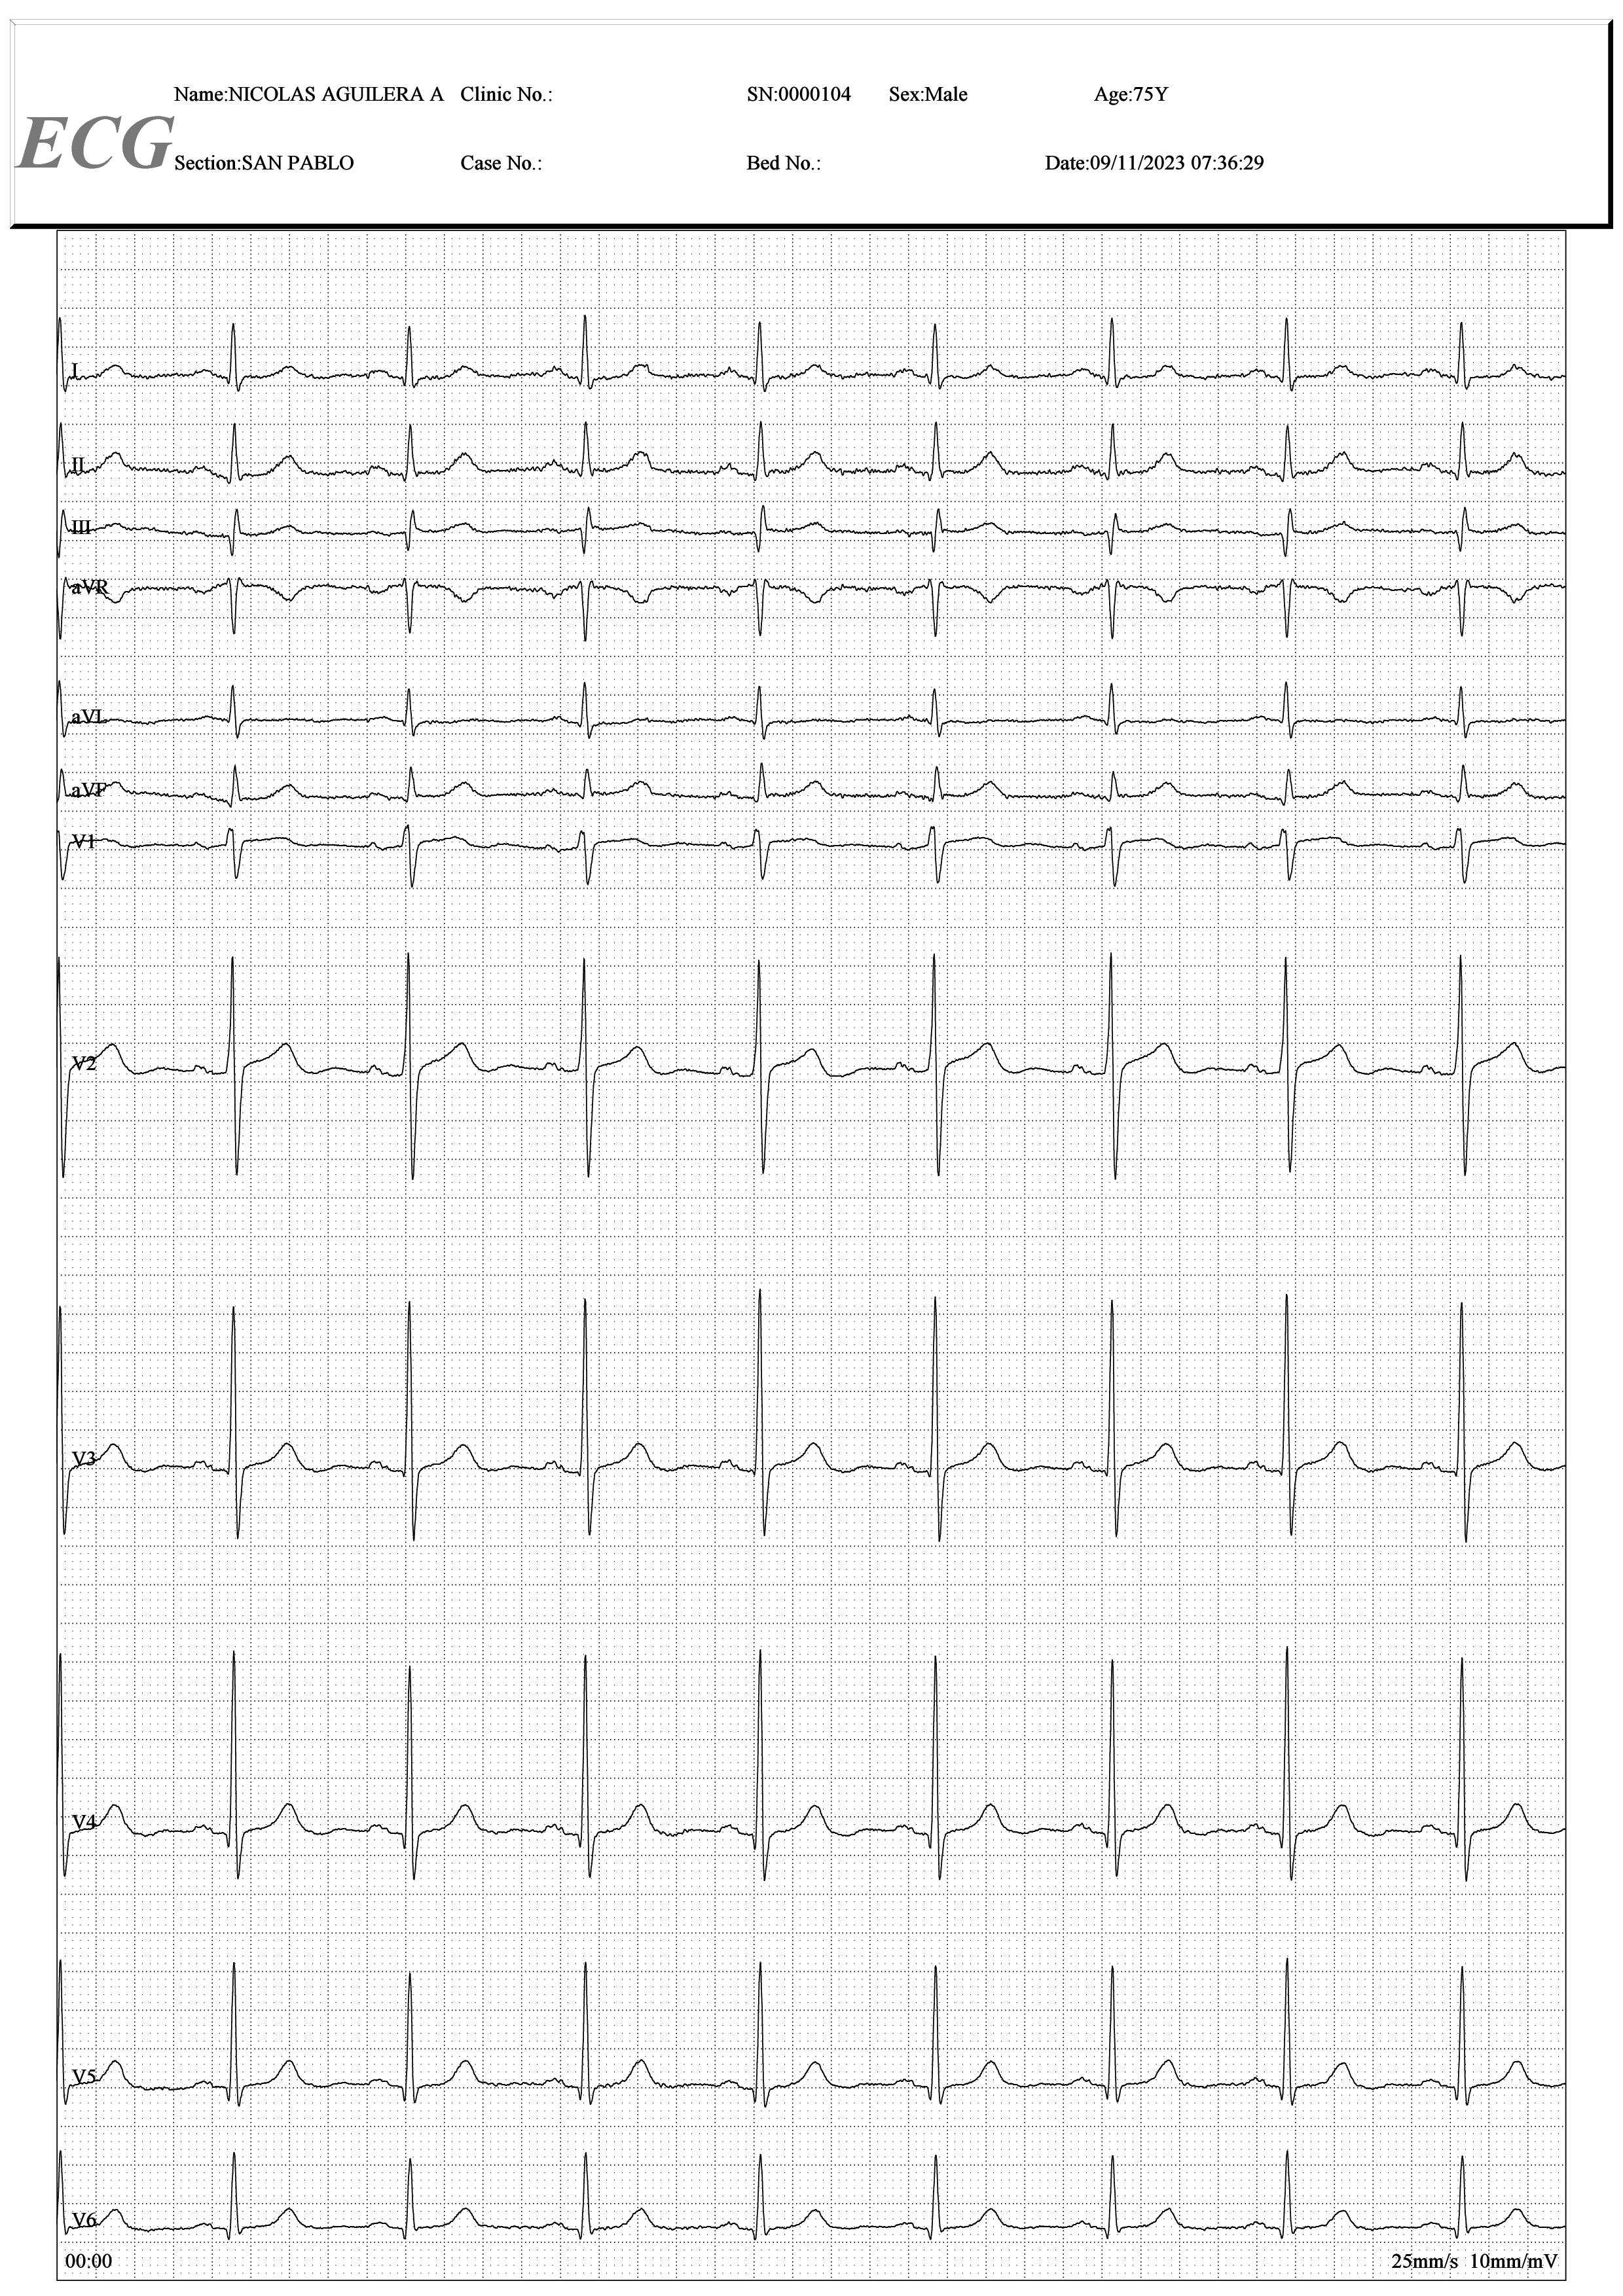 Name:NICOLAS AGUILERA A Clinic No.: SN:0000104 Sex:Male Age:75Y
ECG
Section:SAN PABLO Case No.: Bed No.: Date:09/11/2023 07:36:29
I
II
III
aVR
aVL
aVF
V1
V2
V3
V4
V5
V6
00:00 25mm/s 10mm/mV